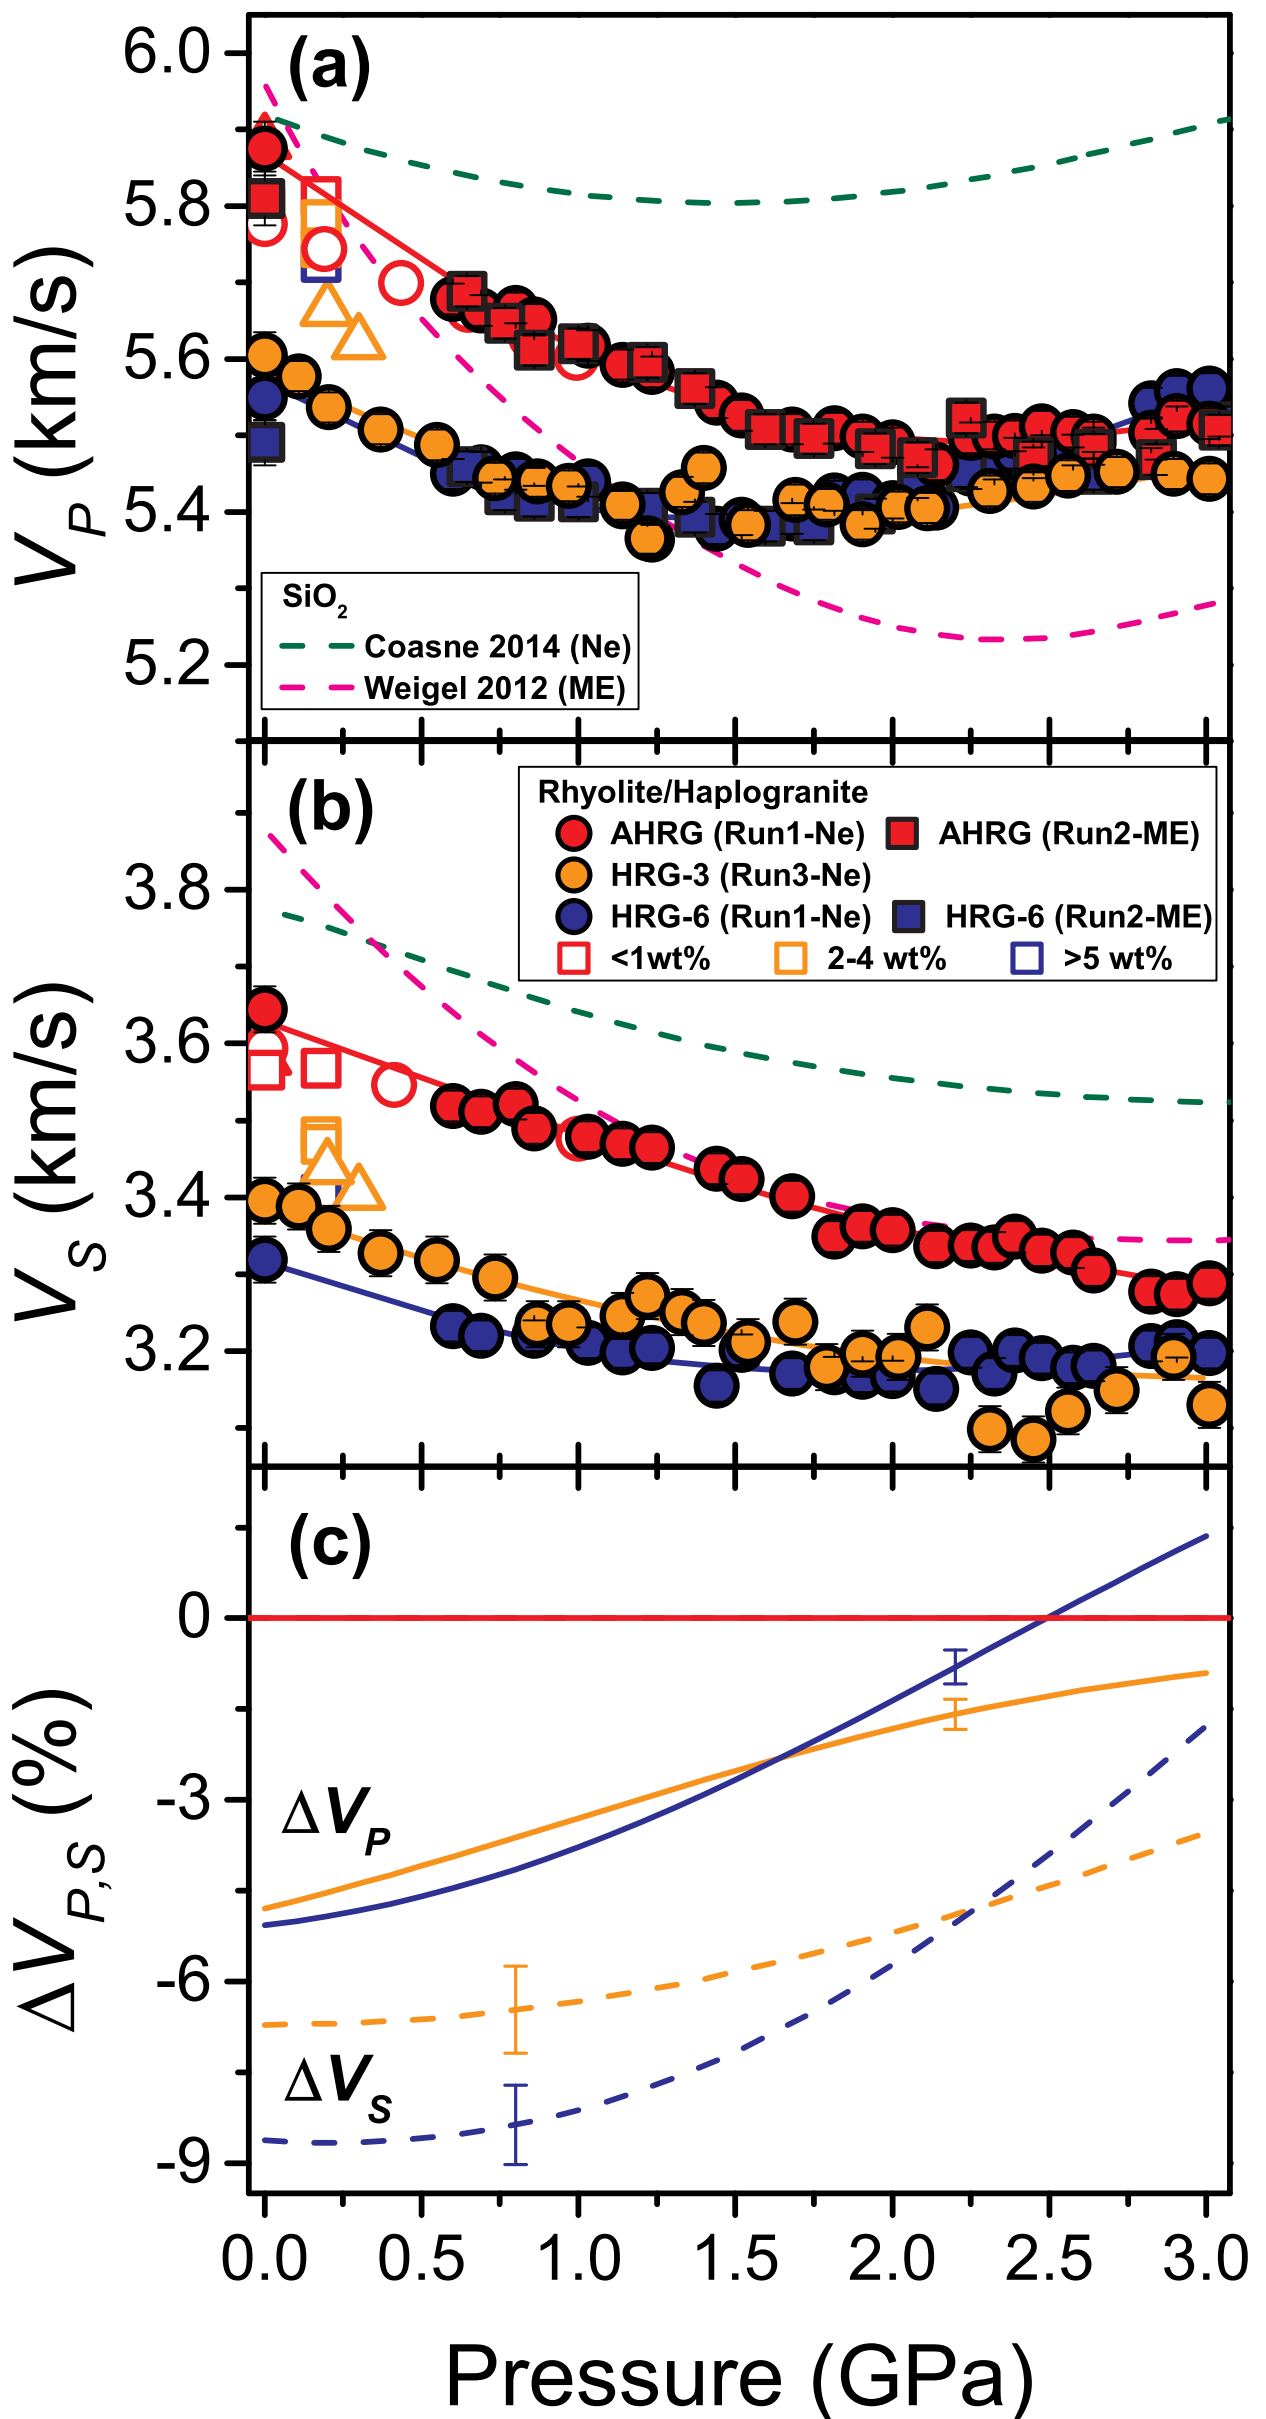 (a)
6.0
5.8
5.6
5.4
5.2
V_P (km/s)
SiO₂
Coasne 2014 (Ne)
Weigel 2012 (ME)
(b)
3.8
3.6
3.4
3.2
V_S (km/s)
Rhyolite/Haplogranite
AHRG (Run1-Ne) AHRG (Run2-ME)
HRG-3 (Run3-Ne)
HRG-6 (Run1-Ne) HRG-6 (Run2-ME)
<1wt% 2-4 wt% >5 wt%
(c)
0
-3
-6
-9
ΔV_P,S (%)
ΔV_P
ΔV_S
0.0 0.5 1.0 1.5 2.0 2.5 3.0
Pressure (GPa)